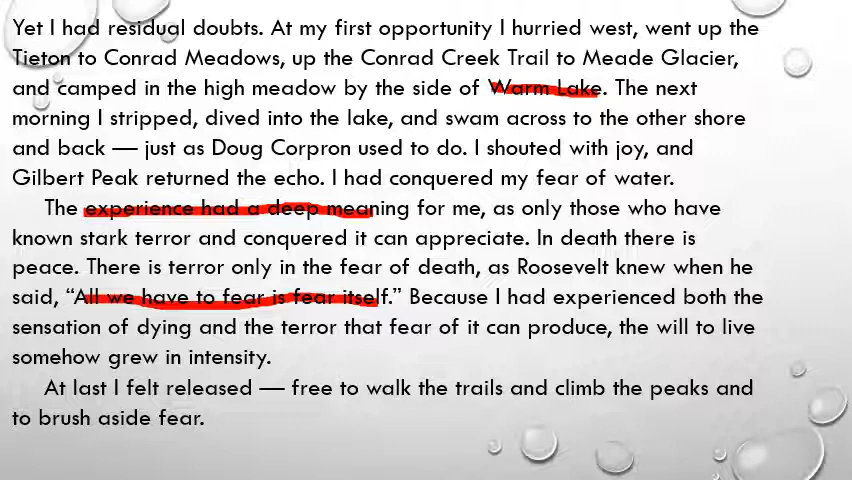 Yet I had residual doubts. At my first opportunity I hurried west, went up the
Tieton to Conrad Meadows, up the Conrad Creek Trail to Meade Glacier,
and camped in the high meadow by the side of Warm Lake. The next
morning I stripped, dived into the lake, and swam across to the other shore
and back — just as Doug Corpron used to do. I shouted with joy, and
Gilbert Peak returned the echo. I had conquered my fear of water.
The experience had a deep meaning for me, as only those who have
known stark terror and conquered it can appreciate. In death there is
peace. There is terror only in the fear of death, as Roosevelt knew when he
said, “All we have to fear is fear itself.” Because I had experienced both the
sensation of dying and the terror that fear of it can produce, the will to live
somehow grew in intensity.
At last I felt released — free to walk the trails and climb the peaks and
to brush aside fear.